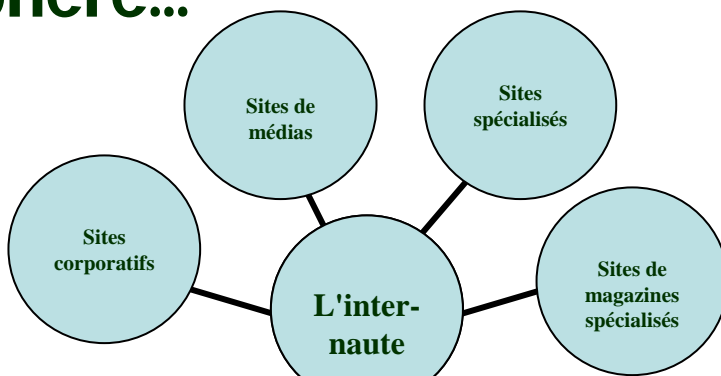 Sites de
médias
Sites
spécialisés
Sites
corporatifs
Sites de
magazines
spécialisés
L'inter-
naute